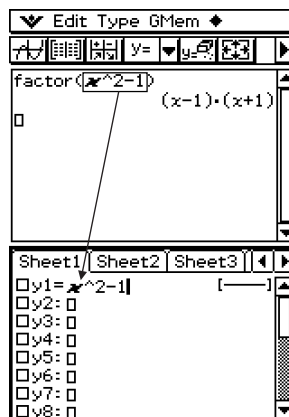 Edit Type GMem
y=
factor(x^2-1)
(x-1)·(x+1)
Sheet1 Sheet2 Sheet3
y1=x^2-1
y2:
y3:
y4:
y5:
y6:
y7:
y8: